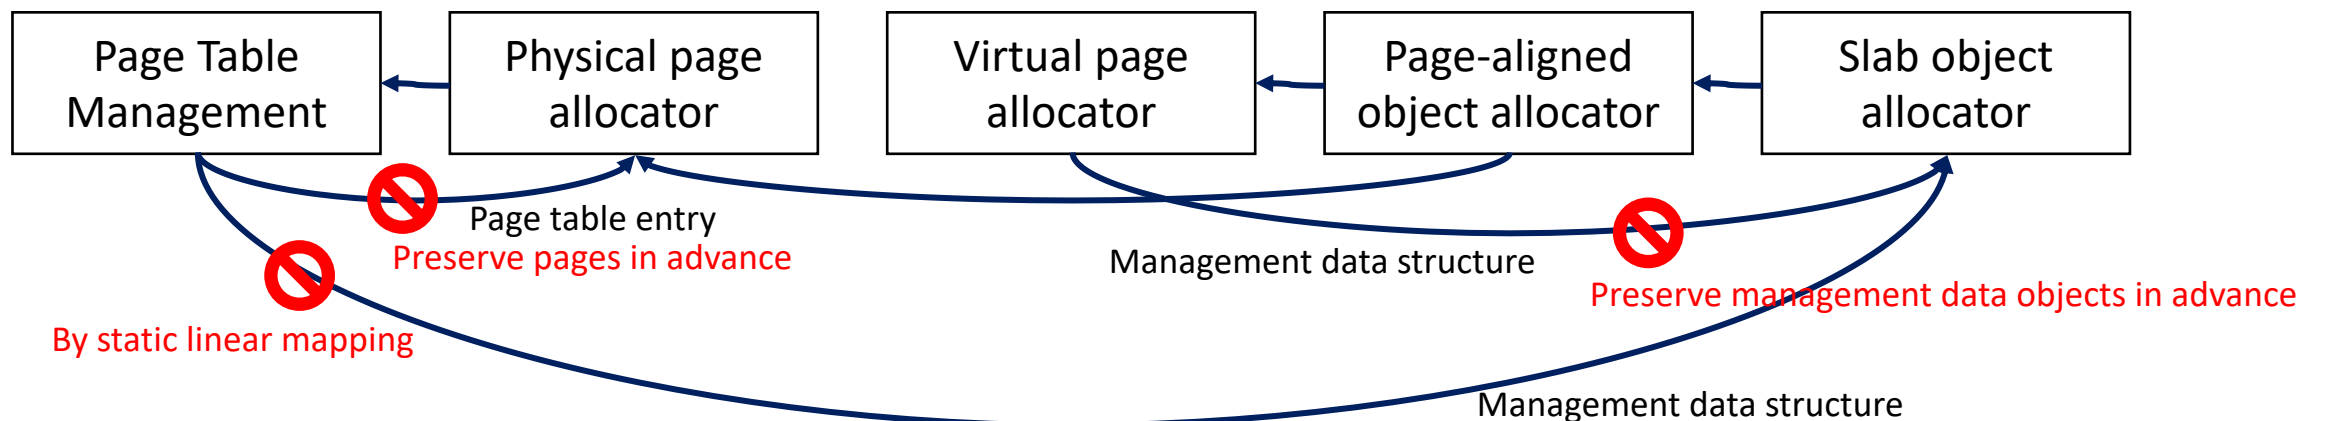 Page Table
Management
Physical page
allocator
Virtual page
allocator
Page-aligned
object allocator
Slab object
allocator
Page table entry
Preserve pages in advance
Management data structure
Preserve management data objects in advance
By static linear mapping
Management data structure